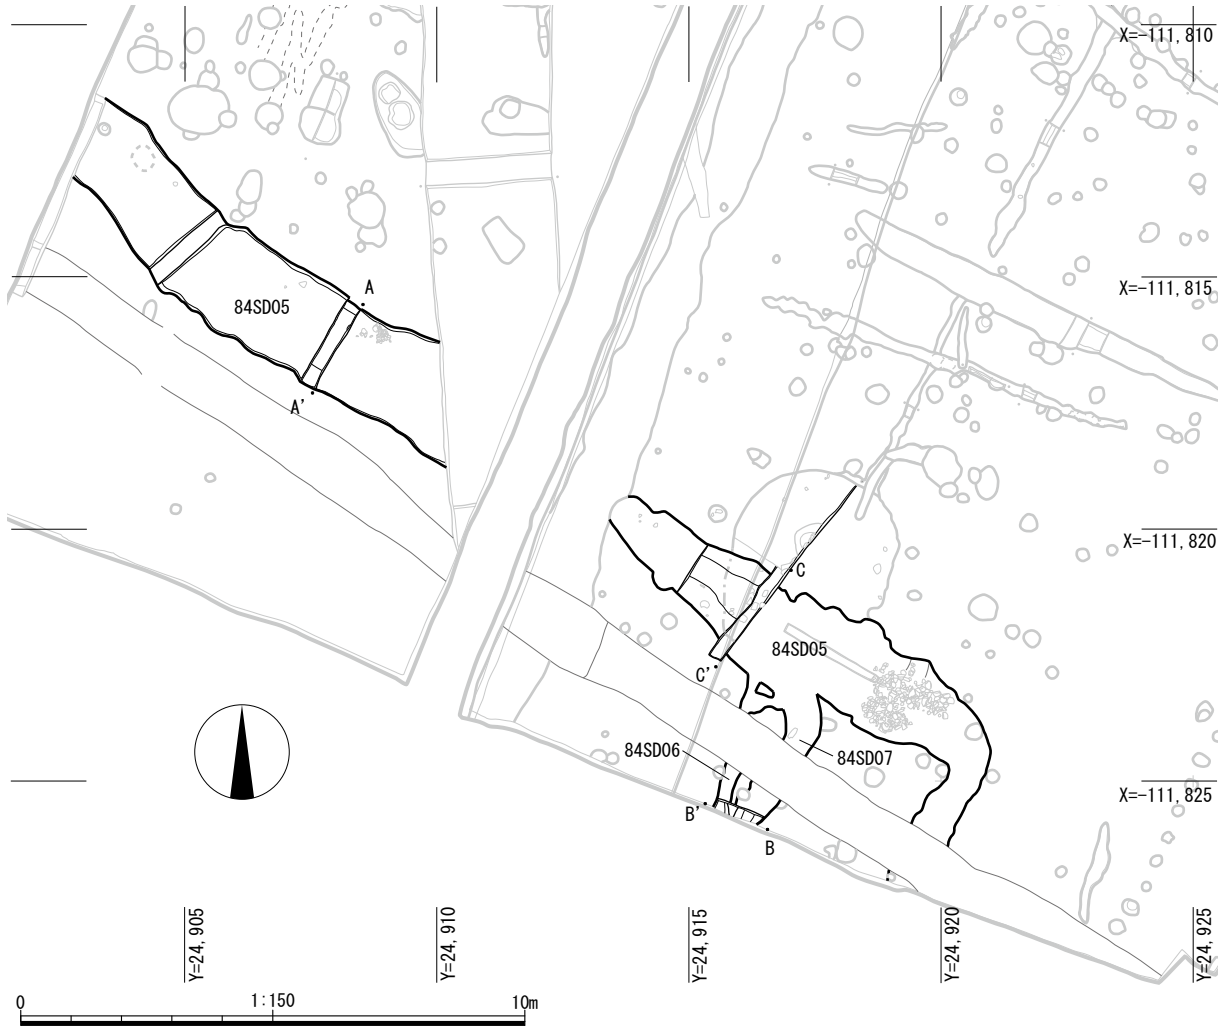 X=-111,810
A
X=-111,815
84SD05
A'
X=-111,820
C
84SD05
C'
84SD06
84SD07
X=-111,825
B'
B
Y=24,905
Y=24,910
Y=24,915
Y=24,920
Y=24,925
0
1:150
10m